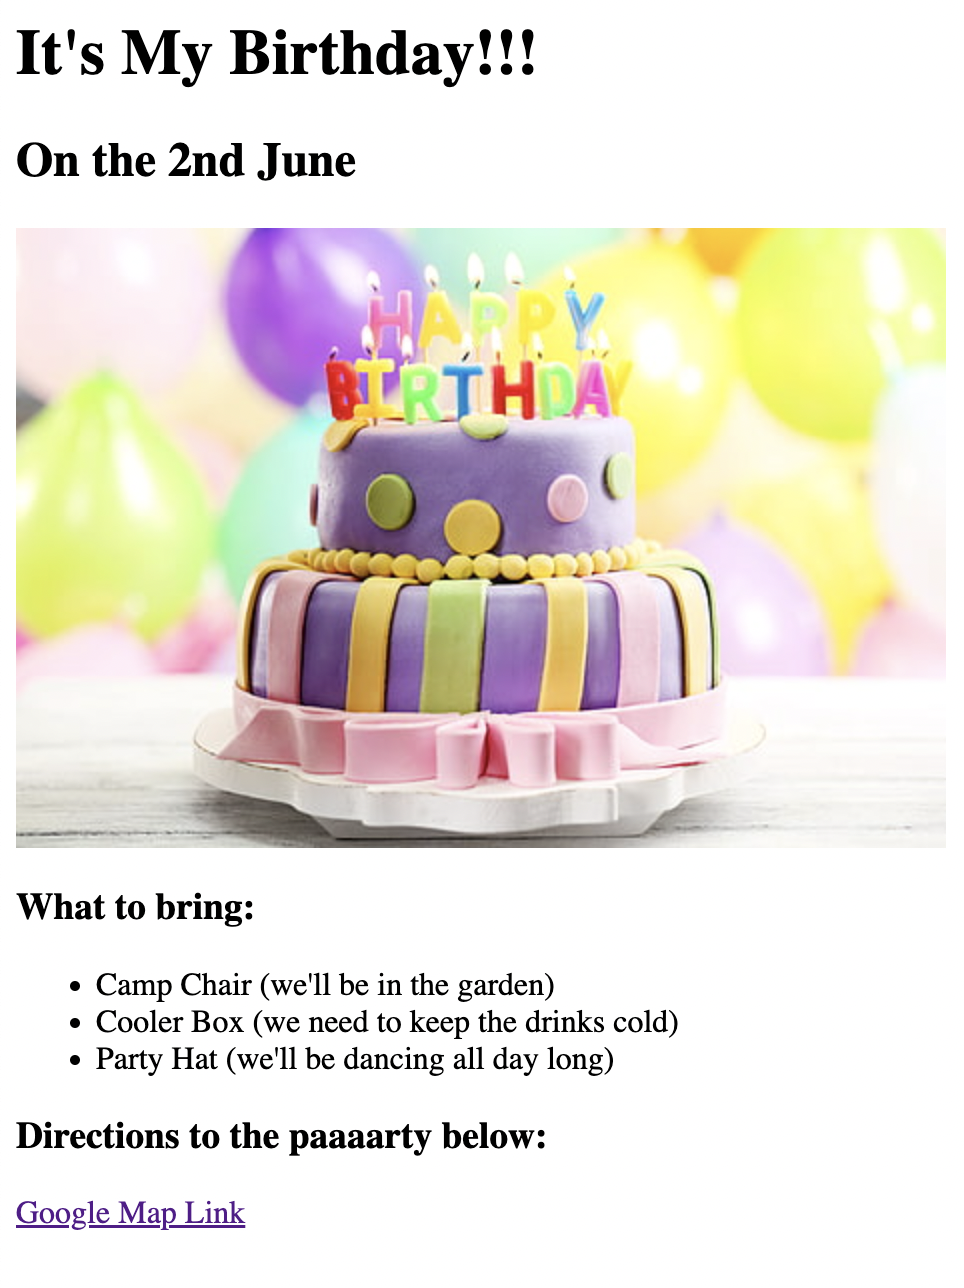 It's My Birthday!!!
On the 2nd June
HAPPY
BIRTHDAY
What to bring:
Camp Chair (we'll be in the garden)
Cooler Box (we need to keep the drinks cold)
Party Hat (we'll be dancing all day long)
Directions to the paaaarty below:
Google Map Link